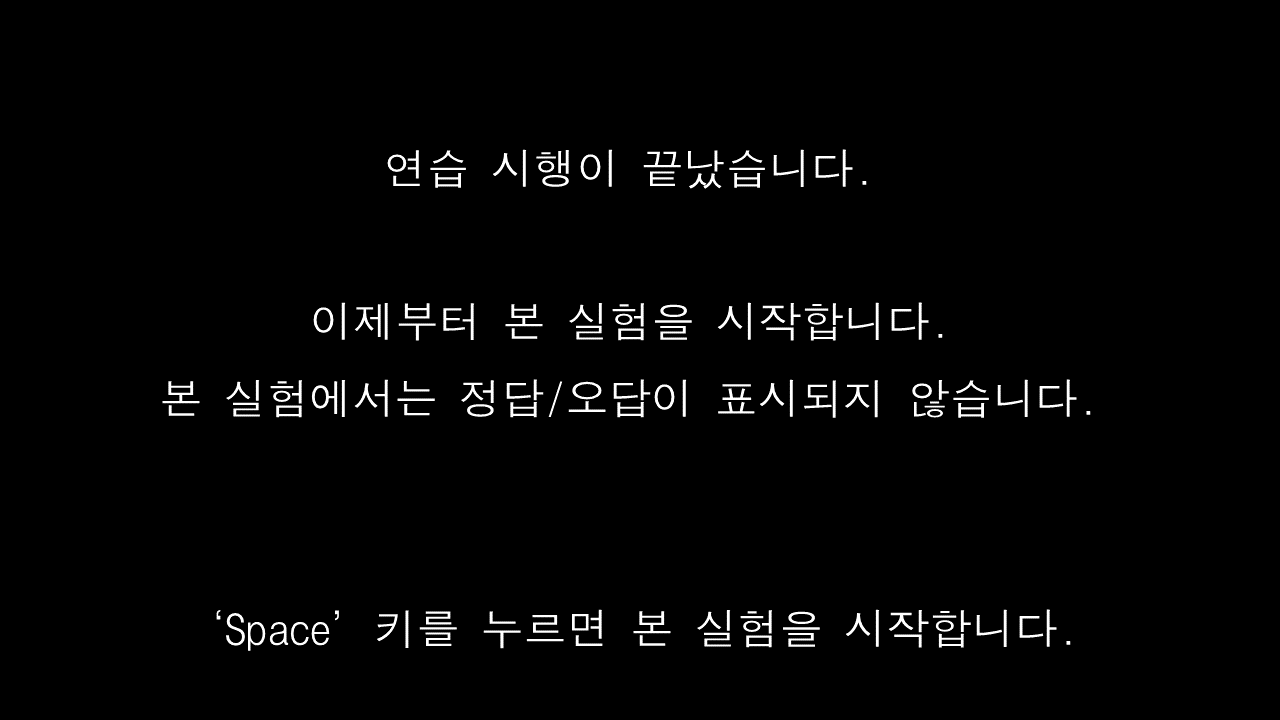 연습 시행이 끝났습니다.
이제부터 본 실험을 시작합니다.
본 실험에서는 정답/오답이 표시되지 않습니다.
‘Space’ 키를 누르면 본 실험을 시작합니다.